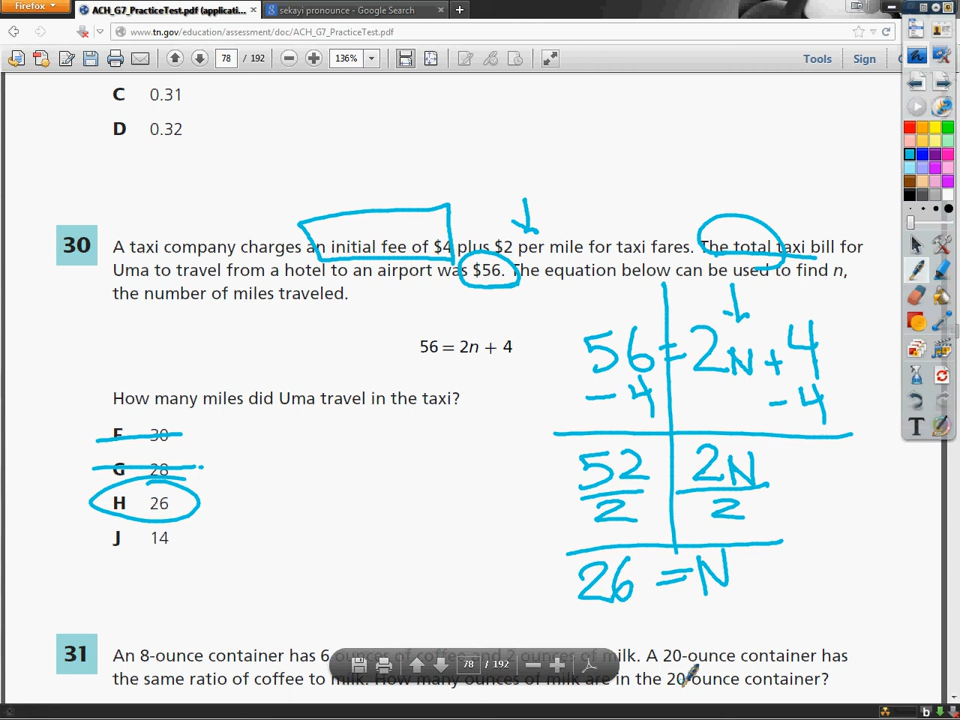 Firefox
ACH_G7_PracticeTest.pdf (applicati...
sekayi pronounce - Google Search
www.tn.gov/education/assessment/doc/ACH_G7_PracticeTest.pdf
78 / 192
136%
Tools
Sign
C 0.31
D 0.32
30 A taxi company charges an initial fee of $4 plus $2 per mile for taxi fares. The total taxi bill for
Uma to travel from a hotel to an airport was $56. The equation below can be used to find n,
the number of miles traveled.
56 = 2n + 4
56 = 2N + 4
- 4 - 4
How many miles did Uma travel in the taxi?
F 30
G 28
H 26
J 14
52 2N
2 2
26 = N
31 An 8-ounce container has 6 ounces of coffee and 2 ounces of milk. A 20-ounce container has
78 / 192
the same ratio of coffee to milk. How many ounces of milk are in the 20-ounce container?